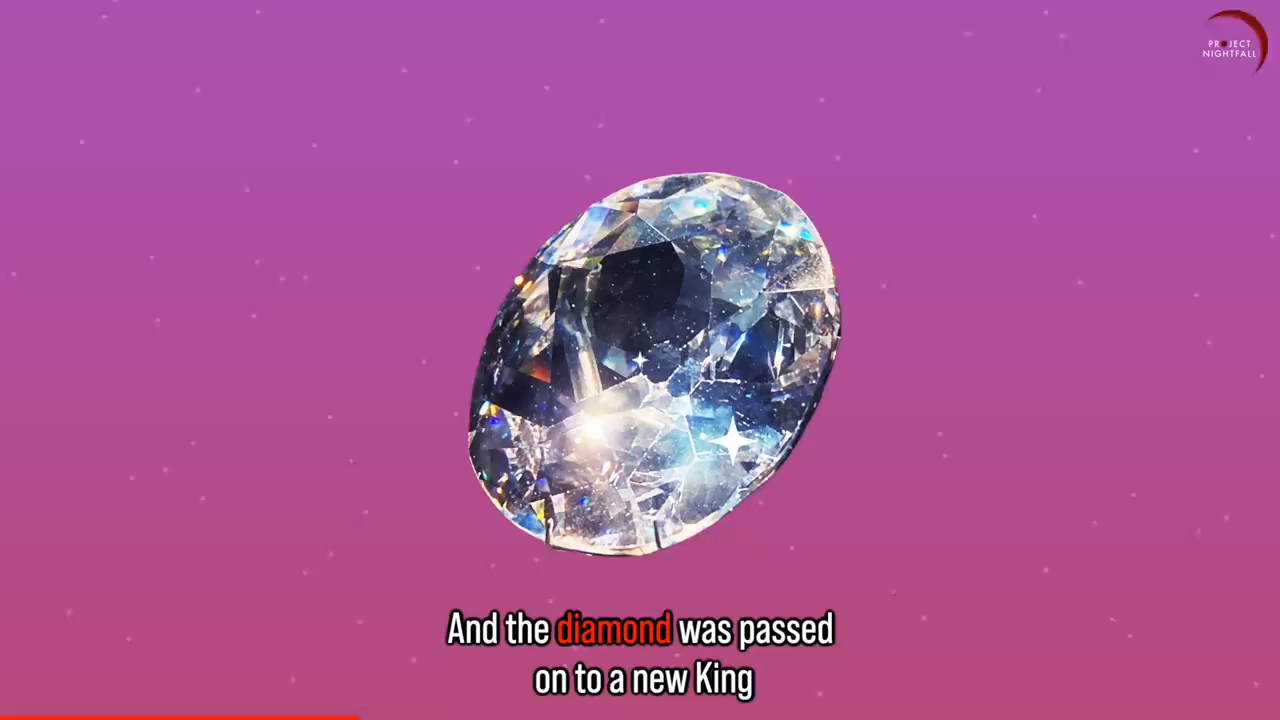 PROJECT
NIGHTFALL
And the diamond was passed
on to a new King